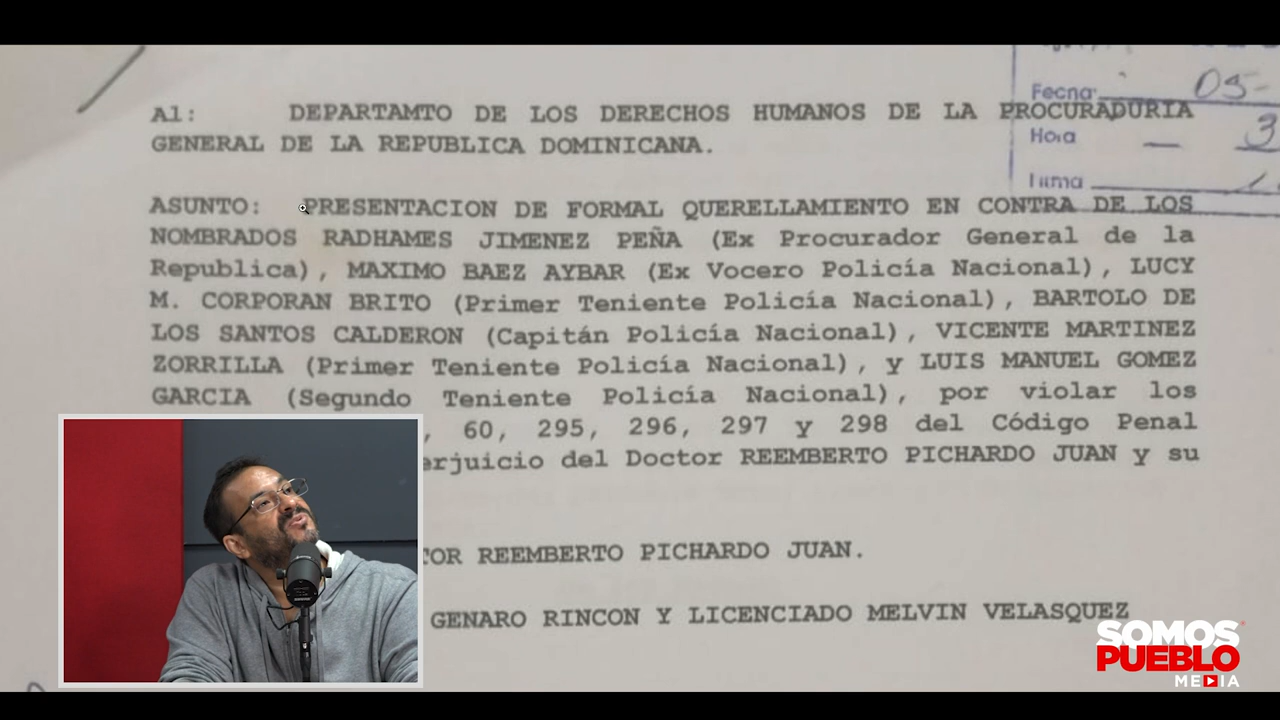 Fecha 05-
Al: DEPARTAMTO DE LOS DERECHOS HUMANOS DE LA PROCURADURIA
Hora 3
GENERAL DE LA REPUBLICA DOMINICANA.
ASUNTO: PRESENTACION DE FORMAL QUERELLAMIENTO EN CONTRA DE LOS
NOMBRADOS RADHAMES JIMENEZ PEÑA (Ex Procurador General de la
Republica), MAXIMO BAEZ AYBAR (Ex Vocero Policía Nacional), LUCY
M. CORPORAN BRITO (Primer Teniente Policía Nacional), BARTOLO DE
LOS SANTOS CALDERON (Capitán Policía Nacional), VICENTE MARTINEZ
ZORRILLA (Primer Teniente Policía Nacional), y LUIS MANUEL GOMEZ
GARCIA (Segundo Teniente Policía Nacional), por violar los
, 60, 295, 296, 297 y 298 del Código Penal
erjuicio del Doctor REEMBERTO PICHARDO JUAN y su
TOR REEMBERTO PICHARDO JUAN.
GENARO RINCON Y LICENCIADO MELVIN VELASQUEZ
SOMOS
PUEBLO
MEDIA